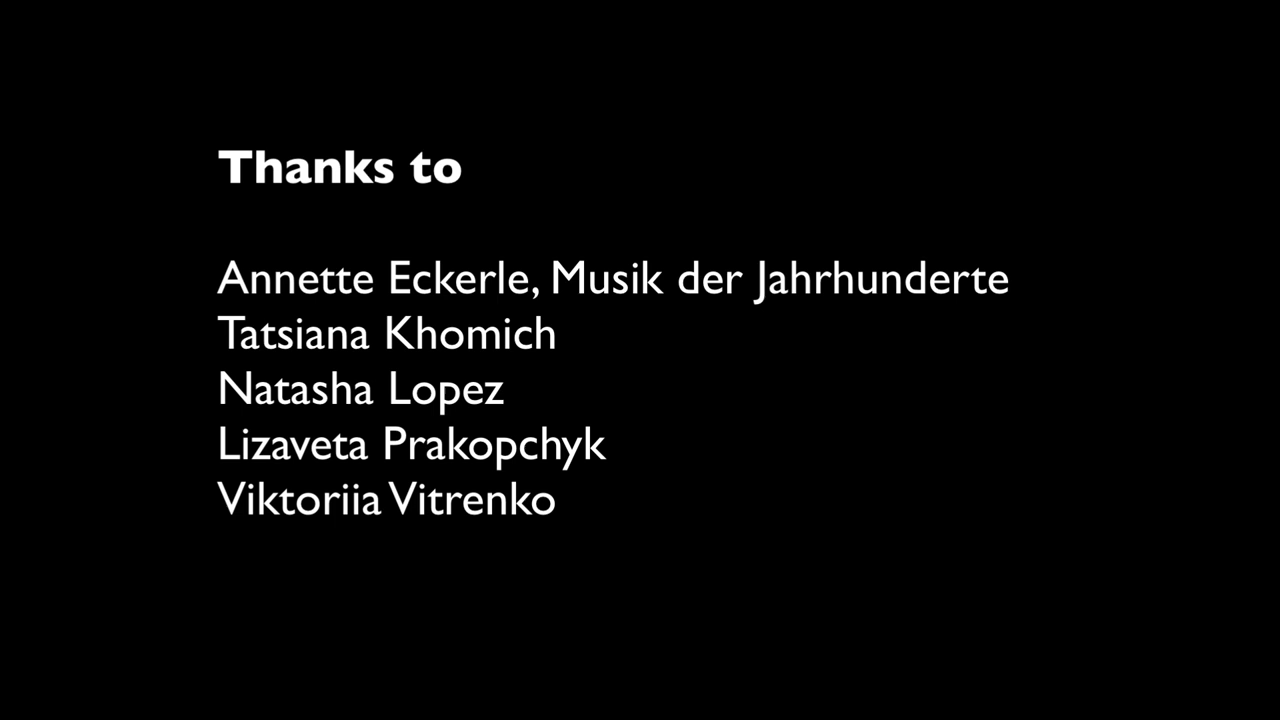 Thanks to
Annette Eckerle, Musik der Jahrhunderte
Tatsiana Khomich
Natasha Lopez
Lizaveta Prakopchyk
Viktoriia Vitrenko